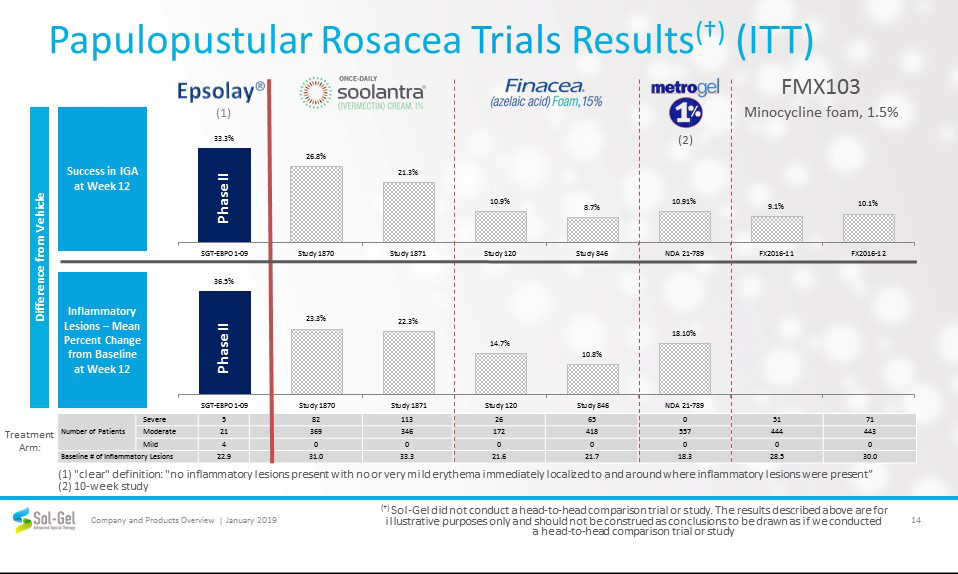 Papulopustular Rosacea Trials Results(†) (ITT)
Epsolay®
(1)
ONCE-DAILY
soolantra®
(IVERMECTIN) CREAM, 1%
Finacea®
(azelaic acid) Foam, 15%
metrogel
1%
(2)
FMX103
Minocycline foam, 1.5%
Difference from Vehicle
Success in IGA
at Week 12
33.3%
26.8%
21.3%
10.9%
8.7%
10.91%
9.1%
10.1%
Phase II
SGT-EBPO 1-09 Study 1870 Study 1871 Study 120 Study 846 NDA 21-789 FX2016-11 FX2016-12
Inflammatory
Lesions – Mean
Percent Change
from Baseline
at Week 12
36.5%
23.3%
22.3%
14.7%
10.8%
18.10%
Phase II
SGT-EBPO 1-09 Study 1870 Study 1871 Study 120 Study 846 NDA 21-789
Treatment
Arm:
Number of Patients
Severe 5 82 113 26 65 0 51 71
Moderate 21 369 346 172 418 557 444 443
Mild 4 0 0 0 0 0 0 0
Baseline # of Inflammatory Lesions 22.9 31.0 33.3 21.6 21.7 18.3 28.5 30.0
(1) "clear" definition: "no inflammatory lesions present with no or very mild erythema immediately localized to and around where inflammatory lesions were present"
(2) 10-week study
Sol-Gel
Advanced Topical Therapy
Company and Products Overview | January 2019
(†) Sol-Gel did not conduct a head-to-head comparison trial or study. The results described above are for
illustrative purposes only and should not be construed as conclusions to be drawn as if we conducted
a head-to-head comparison trial or study
14